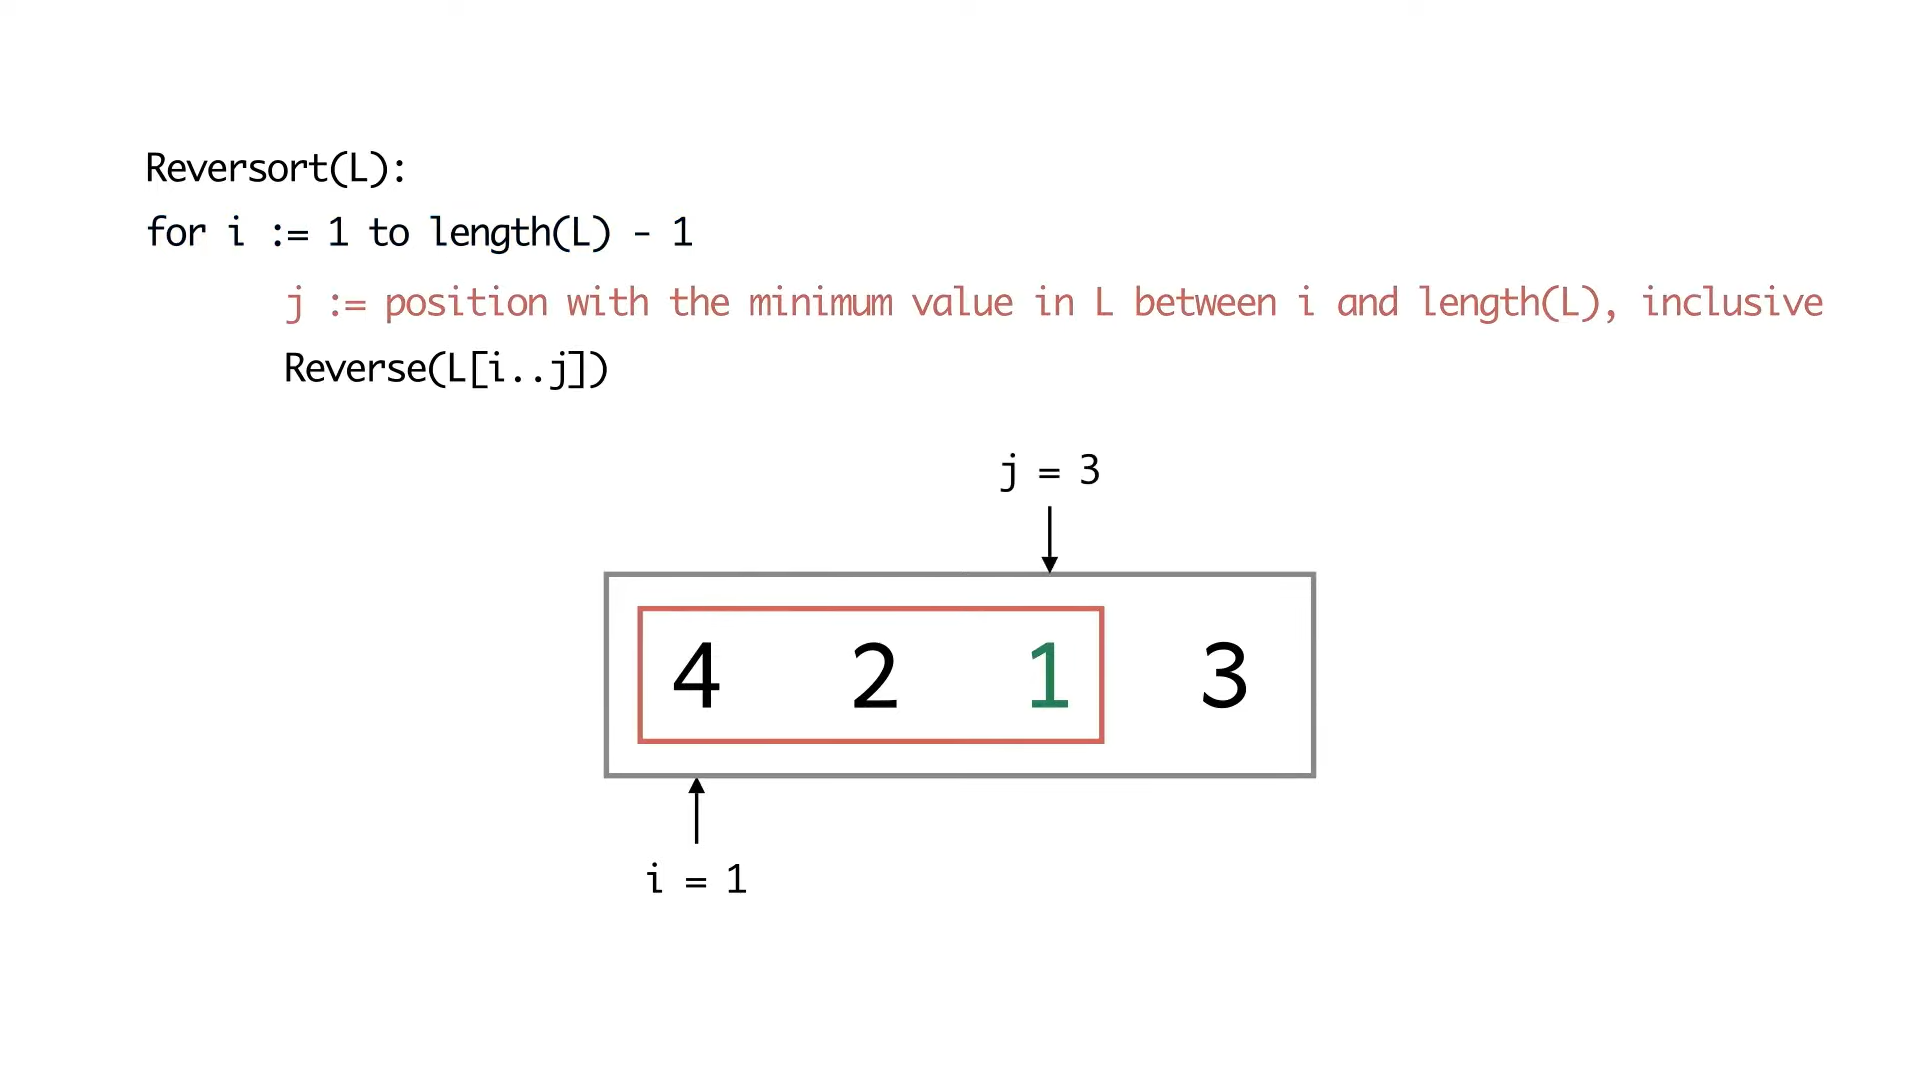 Reversort(L):
for i := 1 to length(L) - 1
j := position with the minimum value in L between i and length(L), inclusive
Reverse(L[i..j])
j = 3
4 2 1 3
i = 1